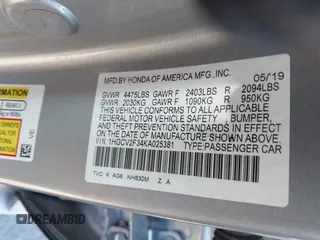 REAR 3
MFD.BY HONDA OF AMERICA MFG.,INC. 05/19
GVWR 4475LBS GAWR F 2403LBS R 2094LBS
GVWR 2030KG GAWR F 1090KG R 950KG
THIS VEHICLE CONFORMS TO ALL APPLICABLE
FEDERAL MOTOR VEHICLE SAFETY, BUMPER, AND
THEFT PREVENTION STANDARDS IN EFFECT ON THE
DATE OF MANUFACTURE SHOWN ABOVE.
V.I.N. 1HGCV2F34KA025381 TYPE PASSENGER CAR
TVC K AG6 NH830M Z A
DREAMBID